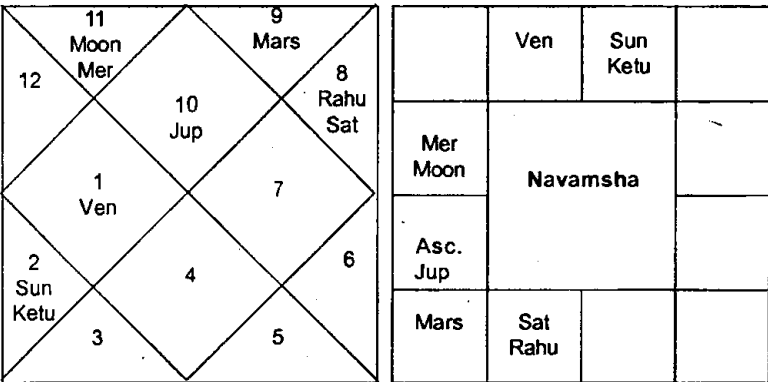 11
Moon
Mer
9
Mars
12
10
Jup
8
Rahu
Sat
1
Ven
7
2
Sun
Ketu
4
6
3
5
Ven
Sun
Ketu
Mer
Moon
Navamsha
Asc.
Jup
Mars
Sat
Rahu